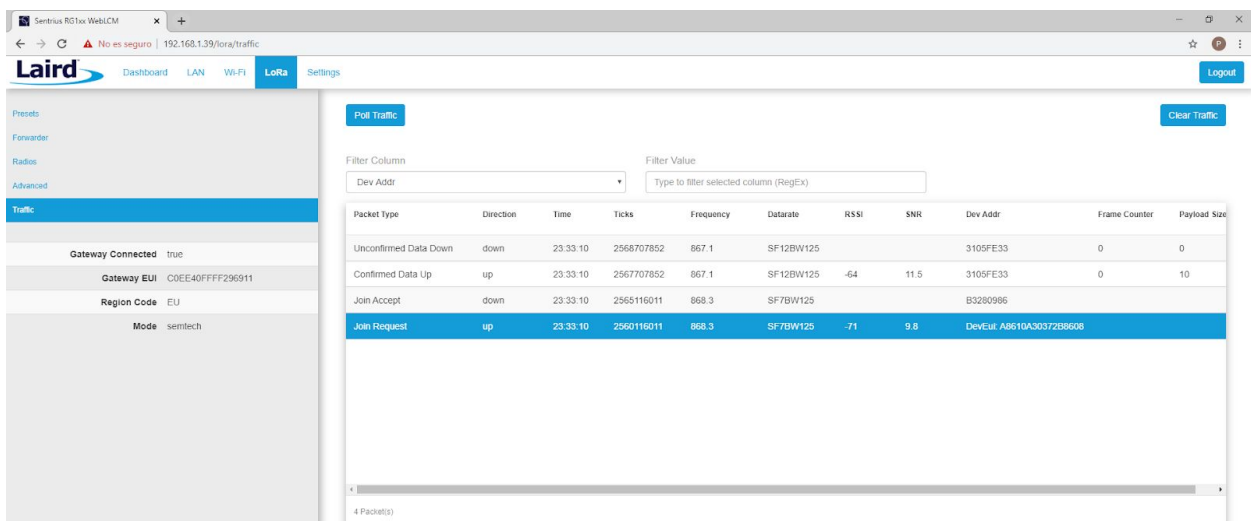 Sentrius RG1xx WebLCM
No es seguro | 192.168.1.39/lora/traffic
P
Laird Dashboard LAN Wi-Fi LoRa Settings Logout
Presets
Forwarder
Radios
Advanced
Traffic
Gateway Connected true
Gateway EUI C0EE40FFFF296911
Region Code EU
Mode semtech
Poll Traffic Clear Traffic
Filter Column Filter Value
Dev Addr Type to filter selected column (RegEx)
Packet Type Direction Time Ticks Frequency Datarate RSSI SNR Dev Addr Frame Counter Payload Size
Unconfirmed Data Down down 23:33:10 2568707852 867.1 SF12BW125 3105FE33 0 0
Confirmed Data Up up 23:33:10 2567707852 867.1 SF12BW125 -64 11.5 3105FE33 0 10
Join Accept down 23:33:10 2565116011 868.3 SF7BW125 B3280986
Join Request up 23:33:10 2560116011 868.3 SF7BW125 -71 9.8 DevEui: A8610A30372B8608
4 Packet(s)